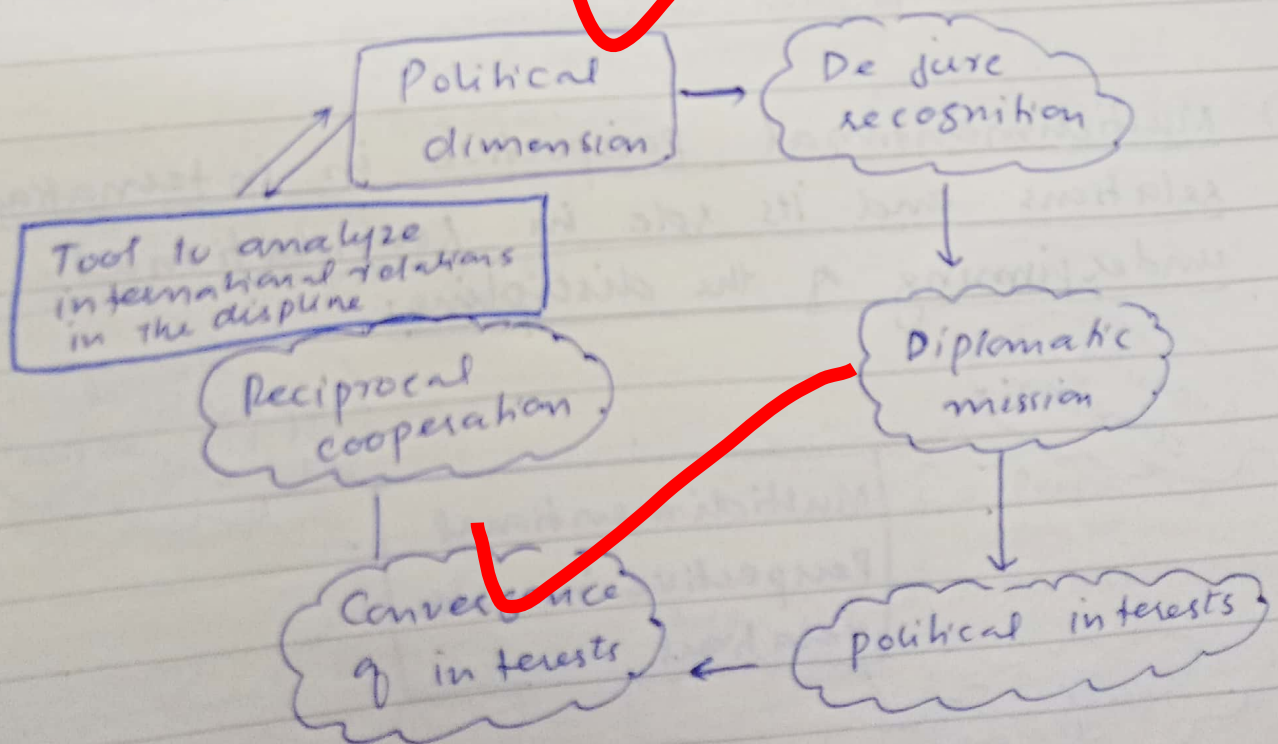 Political
dimension
De jure
recognition
Tool to analyze
international relations
in the displine
Reciprocal
cooperation
Diplomatic
mission
Convergence
of interests
political interests